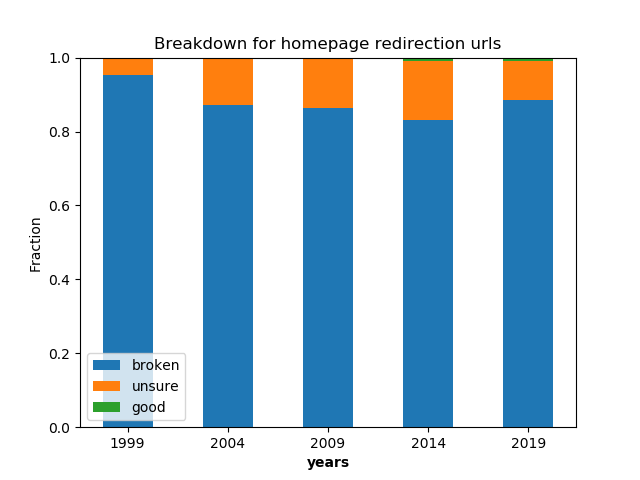 Breakdown for homepage redirection urls
1.0
0.8
0.6
0.4
0.2
0.0
Fraction
broken
unsure
good
1999 2004 2009 2014 2019
years